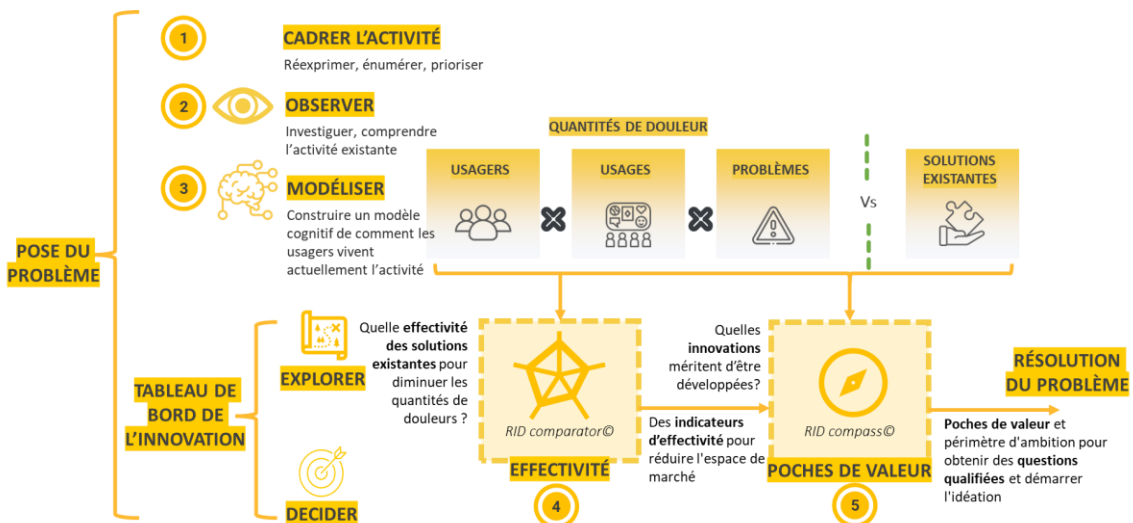 POSE DU
PROBLÈME
1
CADRER L'ACTIVITÉ
Réexprimer, énumérer, prioriser
2
OBSERVER
Investiguer, comprendre
l'activité existante
3
MODÉLISER
Construire un modèle
cognitif de comment les
usagers vivent
actuellement l'activité
QUANTITÉS DE DOULEUR
USAGERS
USAGES
PROBLÈMES
Vs
SOLUTIONS
EXISTANTES
TABLEAU DE
BORD DE
L'INNOVATION
EXPLORER
DECIDER
Quelle effectivité
des solutions
existantes pour
diminuer les
quantités de
douleurs ?
RID comparator©
EFFECTIVITÉ
4
Quelles
innovations
méritent d'être
développées?
Des indicateurs
d'effectivité pour
réduire l'espace de
marché
RID compass©
POCHES DE VALEUR
5
RÉSOLUTION
DU PROBLÈME
Poches de valeur et
périmètre d'ambition pour
obtenir des questions
qualifiées et démarrer
l'idéation